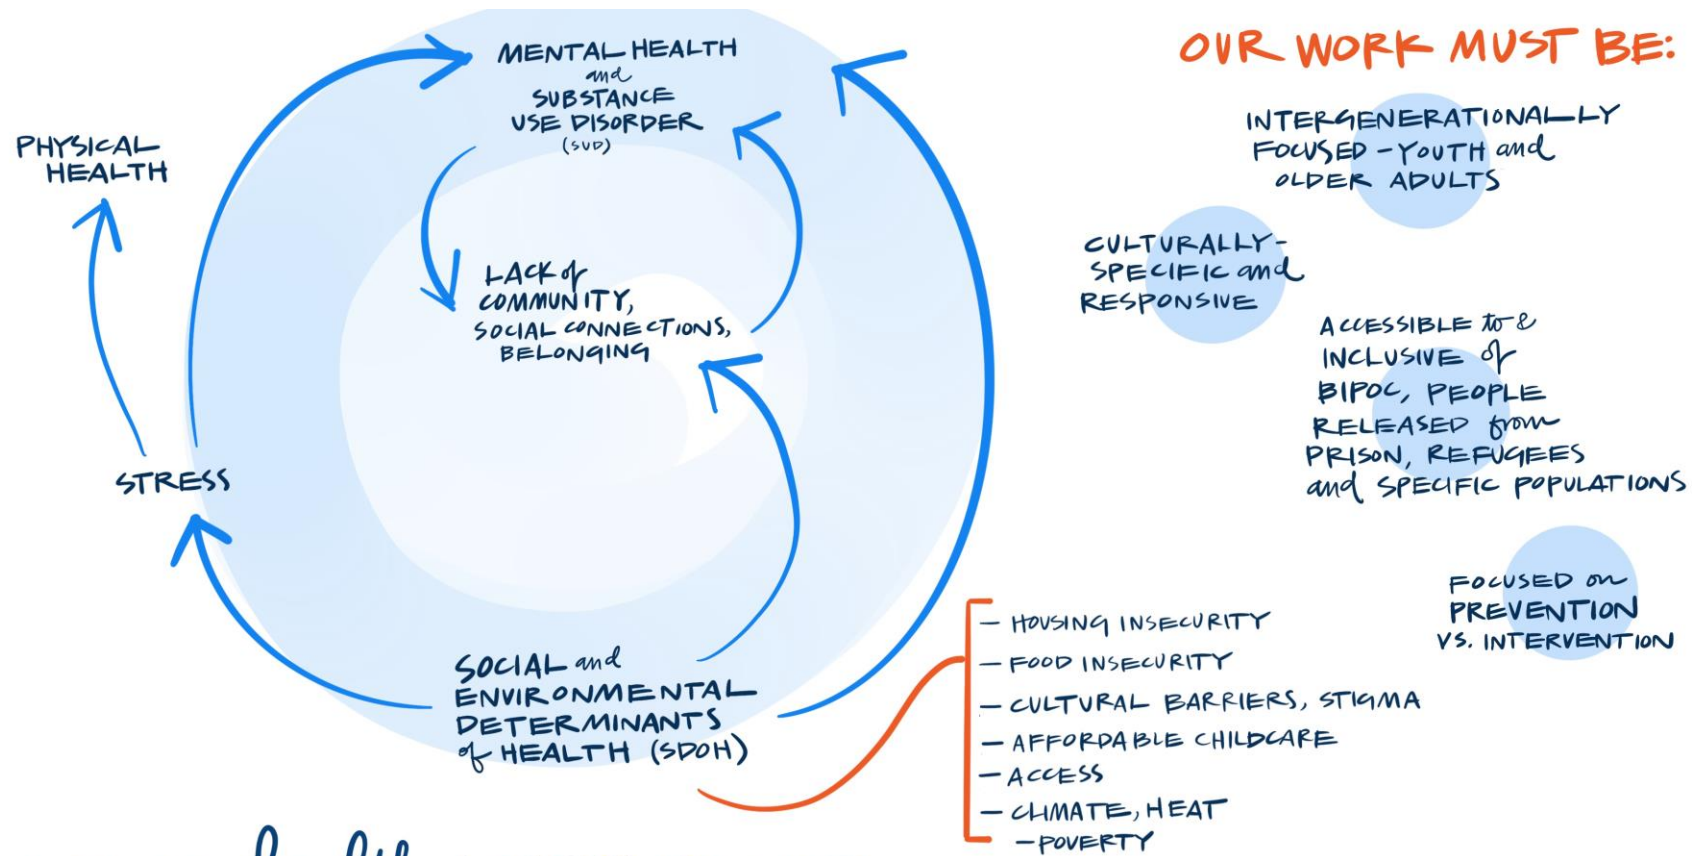 MENTAL HEALTH
and
SUBSTANCE
USE DISORDER
(SUD)
PHYSICAL
HEALTH
LACK of
COMMUNITY,
SOCIAL CONNECTIONS,
BELONGING
STRESS
SOCIAL and
ENVIRONMENTAL
DETERMINANTS
of HEALTH (SDOH)
- HOUSING INSECURITY
- FOOD INSECURITY
- CULTURAL BARRIERS, STIGMA
- AFFORDABLE CHILDCARE
- ACCESS
- CLIMATE, HEAT
- POVERTY
OUR WORK MUST BE:
INTERGENERATIONALLY
FOCUSED - YOUTH and
OLDER ADULTS
CULTURALLY-
SPECIFIC and
RESPONSIVE
ACCESSIBLE to &
INCLUSIVE of
BIPOC, PEOPLE
RELEASED from
PRISON, REFUGEES
and SPECIFIC POPULATIONS
FOCUSED on
PREVENTION
VS. INTERVENTION